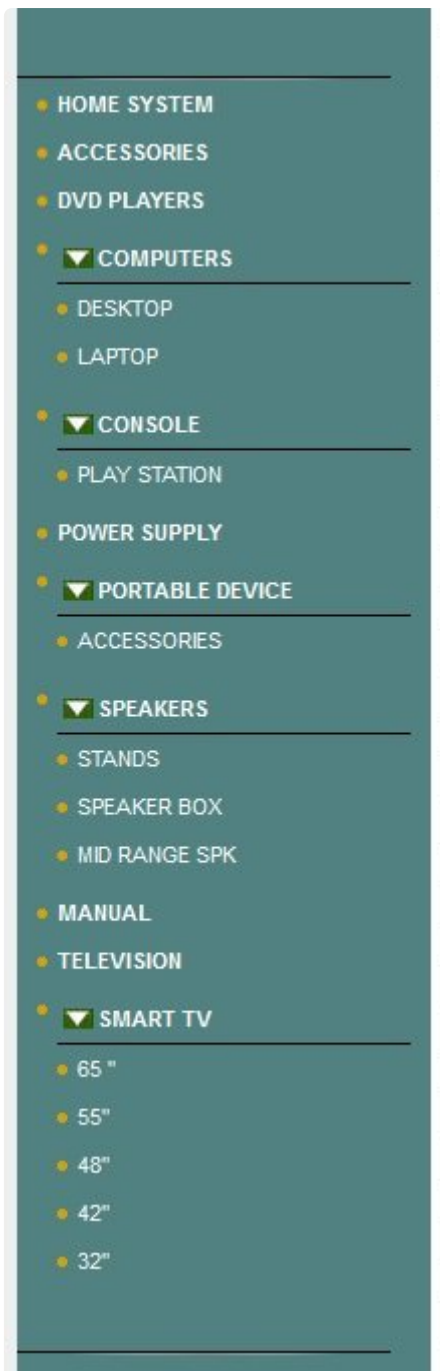 HOME SYSTEM
ACCESSORIES
DVD PLAYERS
COMPUTERS
DESKTOP
LAPTOP
CONSOLE
PLAY STATION
POWER SUPPLY
PORTABLE DEVICE
ACCESSORIES
SPEAKERS
STANDS
SPEAKER BOX
MID RANGE SPK
MANUAL
TELEVISION
SMART TV
65 "
55"
48"
42"
32"